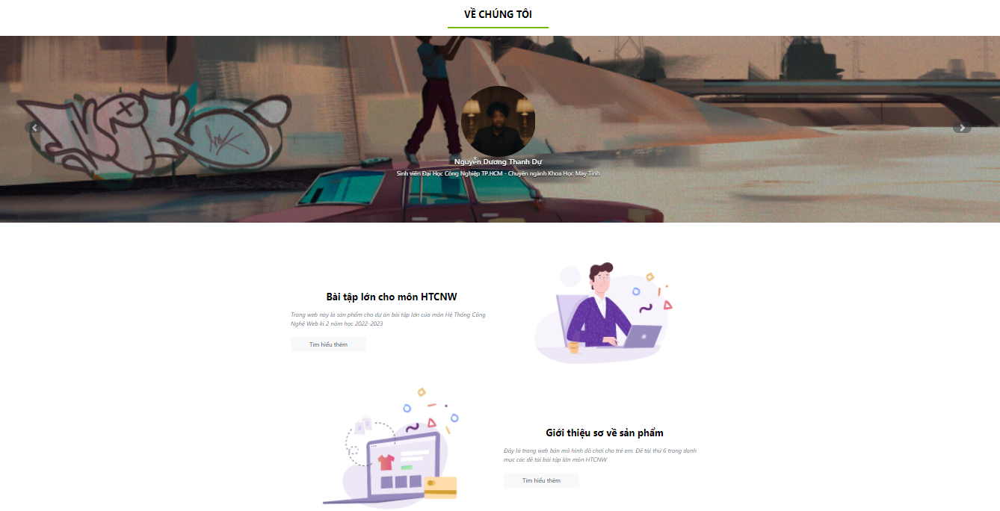 VỀ CHÚNG TÔI
Nguyễn Dương Thanh Dự
Sinh viên Đại Học Công Nghiệp TP.HCM - Chuyên ngành Khoa Học Máy Tính
Bài tập lớn cho môn HTCNW
Trang web này là sản phẩm cho dự án bài tập lớn của môn Hệ Thống Công
Nghệ Web kì 2 năm học 2022-2023
Tìm hiểu thêm
Giới thiệu sơ về sản phẩm
Đây là trang web bán mô hình đồ chơi cho trẻ em. Đề tài thứ 6 trong danh
mục các đề tài bài tập lớn môn HTCNW
Tìm hiểu thêm